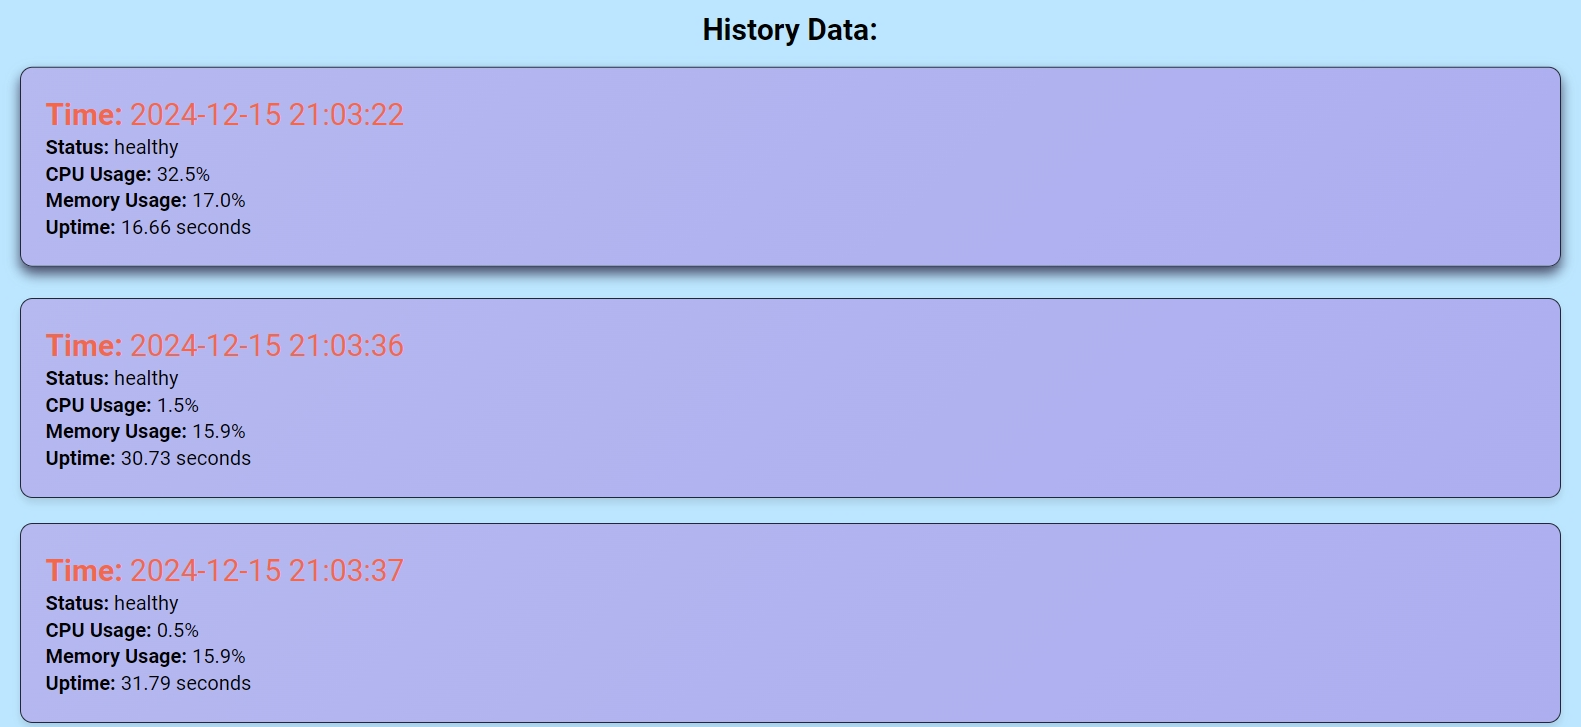 History Data:
Time: 2024-12-15 21:03:22
Status: healthy
CPU Usage: 32.5%
Memory Usage: 17.0%
Uptime: 16.66 seconds
Time: 2024-12-15 21:03:36
Status: healthy
CPU Usage: 1.5%
Memory Usage: 15.9%
Uptime: 30.73 seconds
Time: 2024-12-15 21:03:37
Status: healthy
CPU Usage: 0.5%
Memory Usage: 15.9%
Uptime: 31.79 seconds